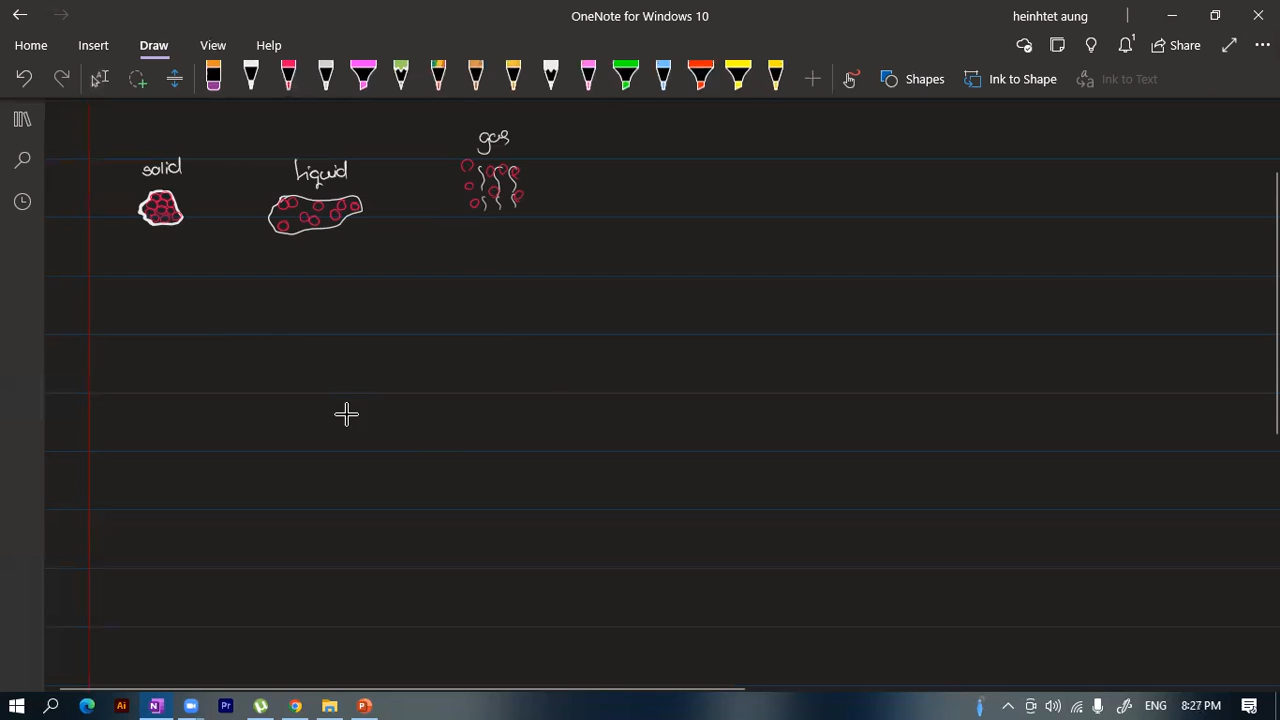 OneNote for Windows 10
heinhtet aung
Home
Insert
Draw
View
Help
Share
Shapes
Ink to Shape
Ink to Text
solid
liquid
gas
ENG
8:27 PM